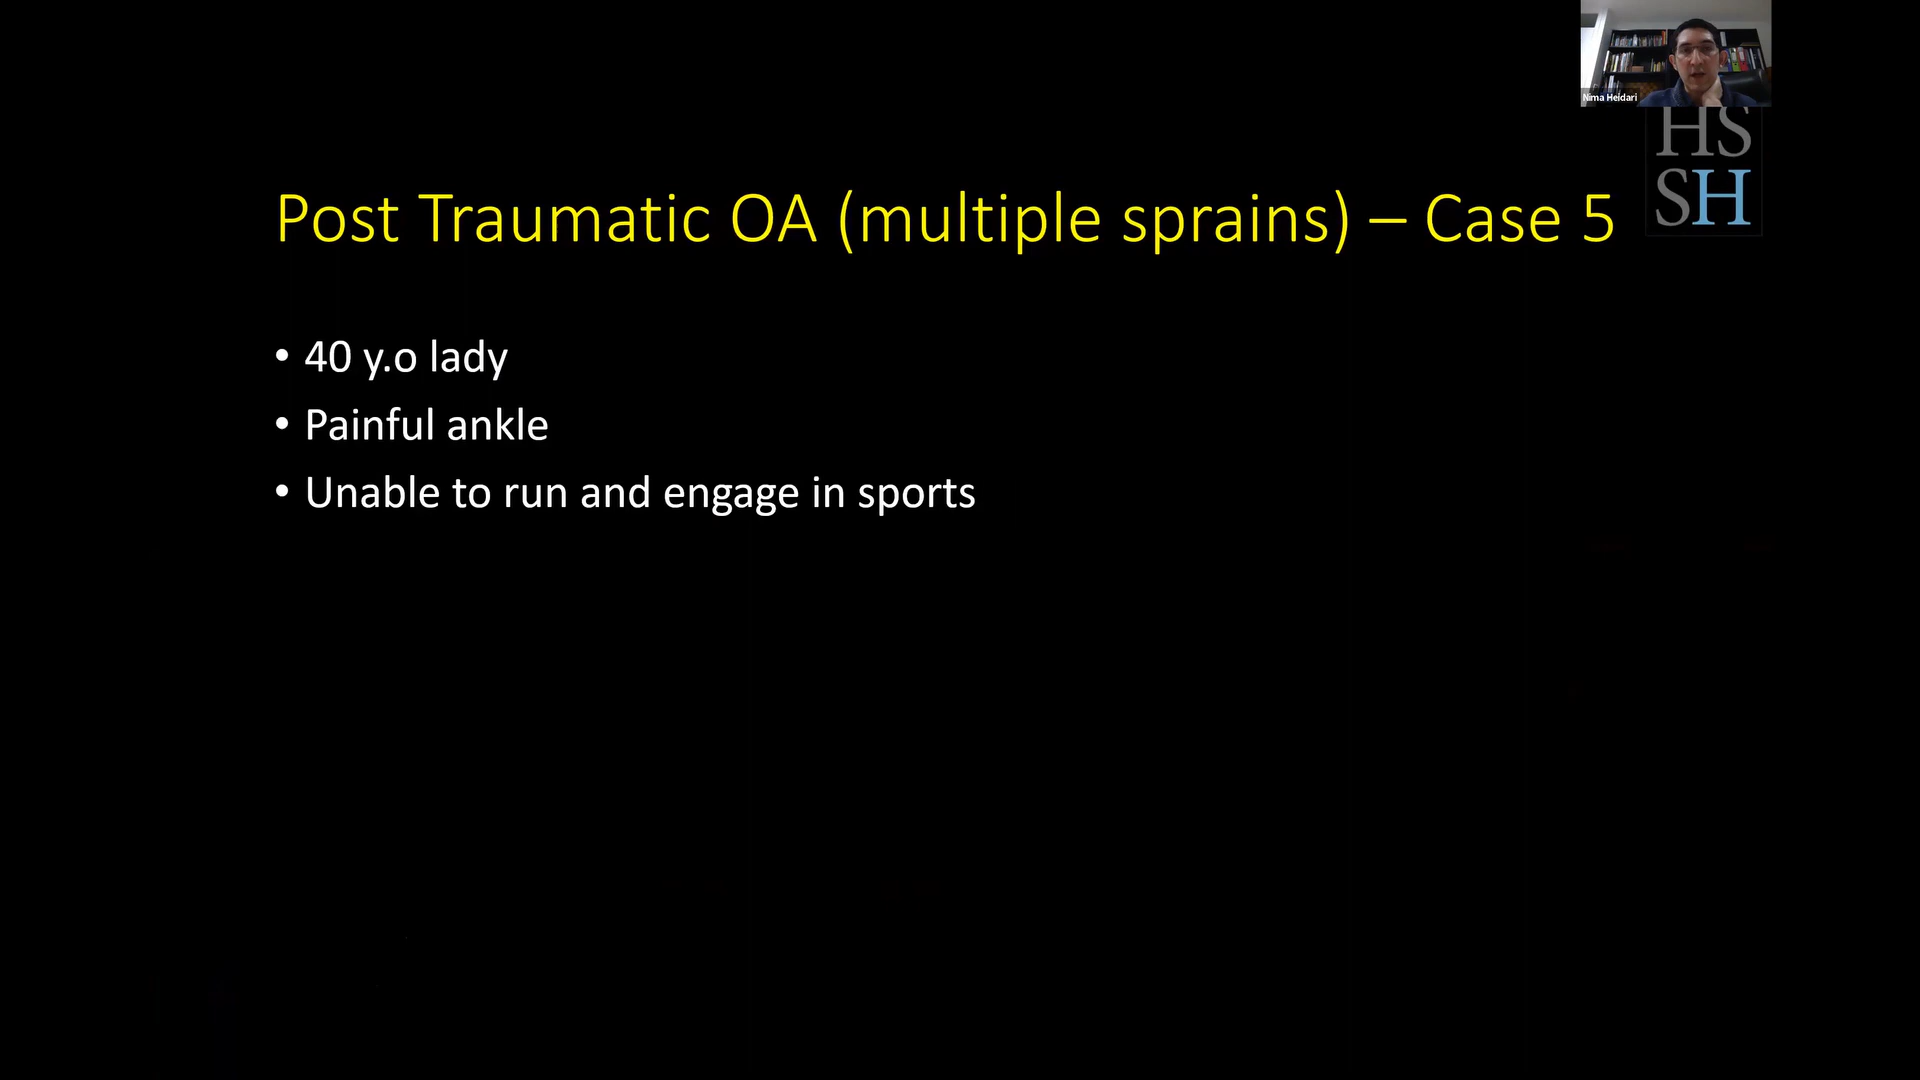 Nima Heidari
HS
SH
Post Traumatic OA (multiple sprains) – Case 5
• 40 y.o lady
• Painful ankle
• Unable to run and engage in sports